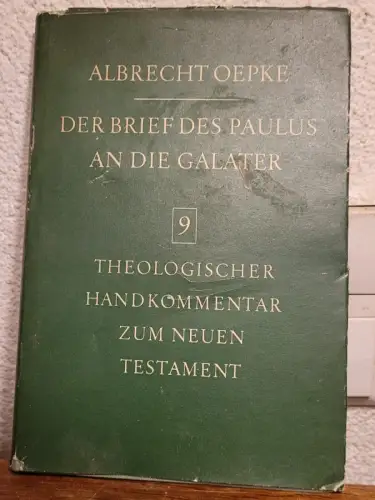 ALBRECHT OEPKE
DER BRIEF DES PAULUS
AN DIE GALATER
9
THEOLOGISCHER
HANDKOMMENTAR
ZUM NEUEN
TESTAMENT